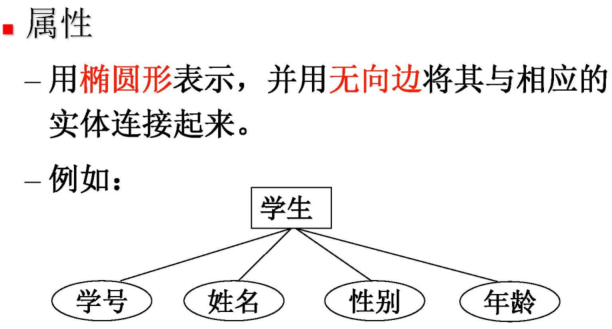 属性
– 用椭圆形表示，并用无向边将其与相应的
实体连接起来。
– 例如：
学生
学号 姓名 性别 年龄